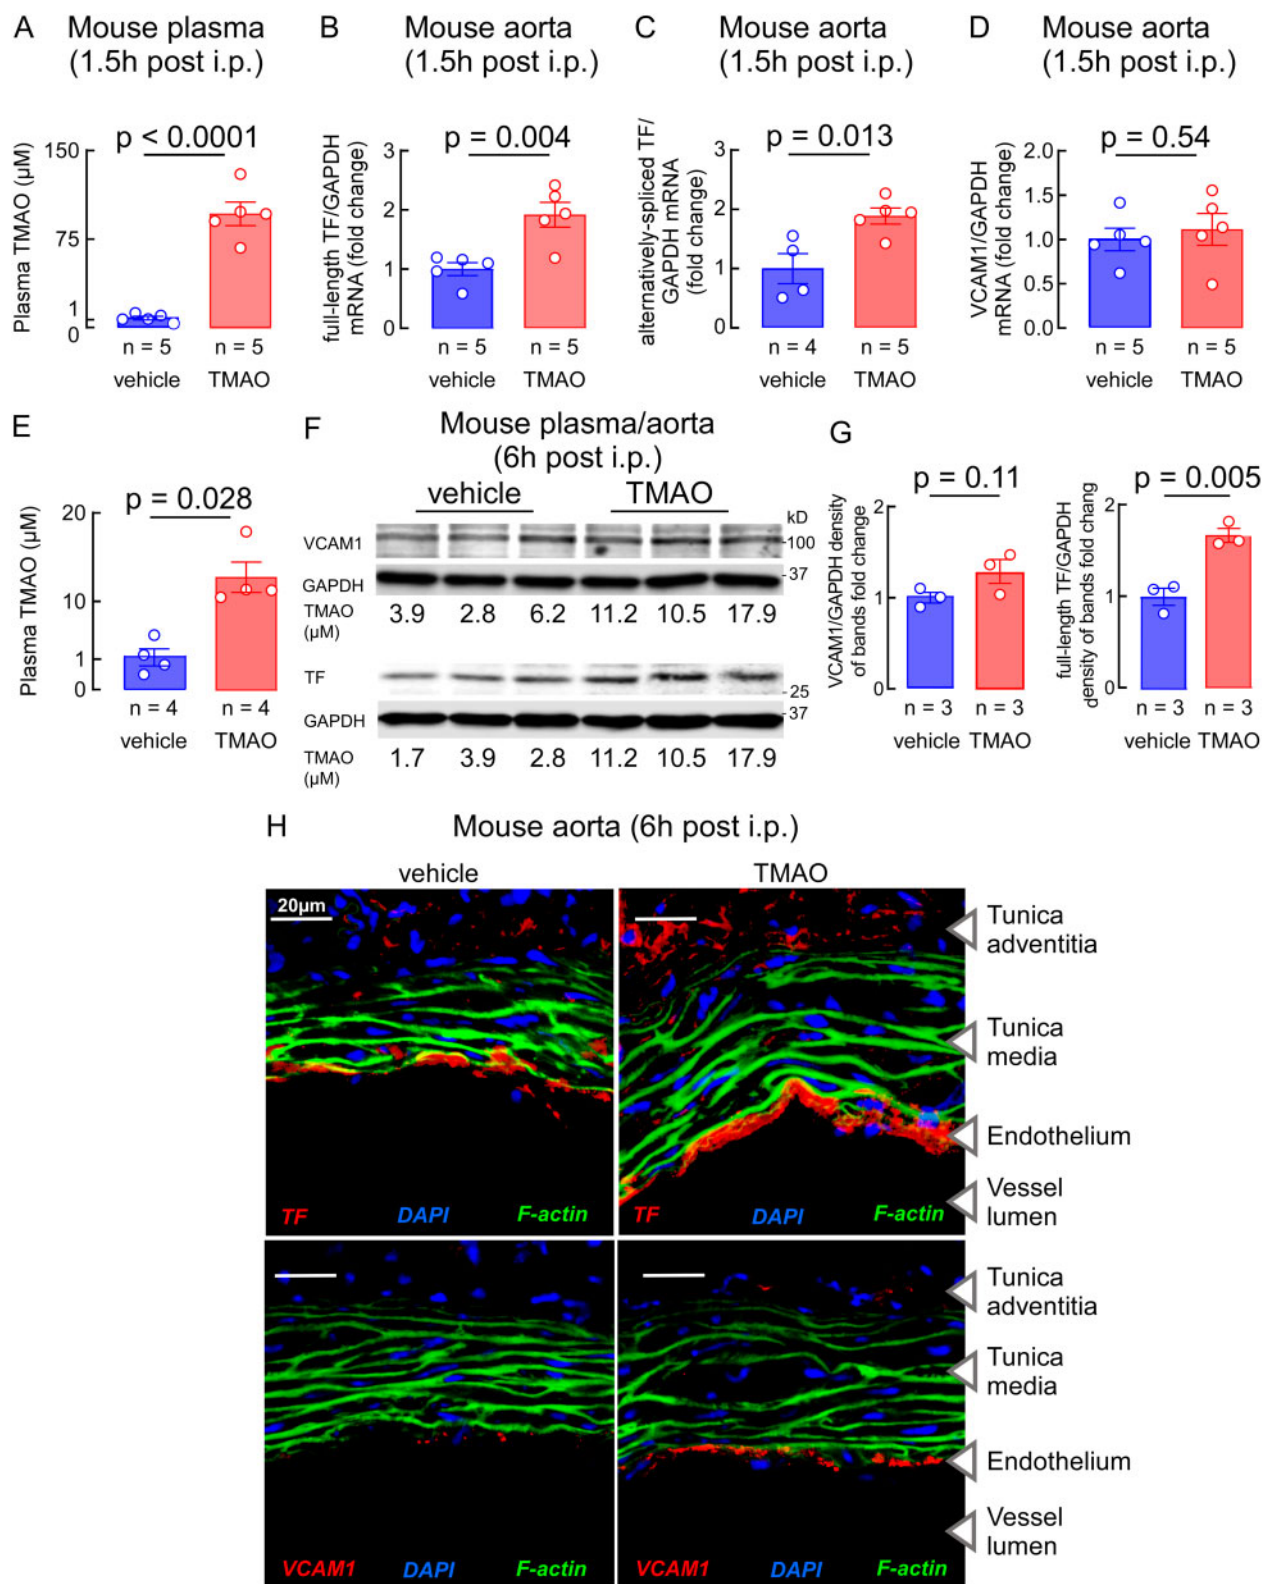 A Mouse plasma
(1.5h post i.p.)
p < 0.0001
Plasma TMAO (µM)
150
75
1
0
n = 5 n = 5
vehicle TMAO
B Mouse aorta
(1.5h post i.p.)
p = 0.004
full-length TF/GAPDH
mRNA (fold change)
3
2
1
0
n = 5 n = 5
vehicle TMAO
C Mouse aorta
(1.5h post i.p.)
p = 0.013
alternatively-spliced TF/
GAPDH mRNA
(fold change)
3
2
1
0
n = 4 n = 5
vehicle TMAO
D Mouse aorta
(1.5h post i.p.)
p = 0.54
VCAM1/GAPDH
mRNA (fold change)
2.0
1.5
1.0
0.5
0.0
n = 5 n = 5
vehicle TMAO
E
p = 0.028
Plasma TMAO (µM)
20
10
1
0
n = 4 n = 4
vehicle TMAO
F Mouse plasma/aorta
(6h post i.p.)
vehicle TMAO
kD
VCAM1 -100
GAPDH -37
TMAO (µM) 3.9 2.8 6.2 11.2 10.5 17.9
TF -25
GAPDH -37
TMAO (µM) 1.7 3.9 2.8 11.2 10.5 17.9
G
p = 0.11
VCAM1/GAPDH density
of bands fold change
2
1
0
n = 3 n = 3
vehicle TMAO
p = 0.005
full-length TF/GAPDH
density of bands fold chang
2
1
0
n = 3 n = 3
vehicle TMAO
H Mouse aorta (6h post i.p.)
vehicle TMAO
20µm
Tunica
adventitia
Tunica
media
Endothelium
Vessel
lumen
TF DAPI F-actin
TF DAPI F-actin
Tunica
adventitia
Tunica
media
Endothelium
Vessel
lumen
VCAM1 DAPI F-actin
VCAM1 DAPI F-actin